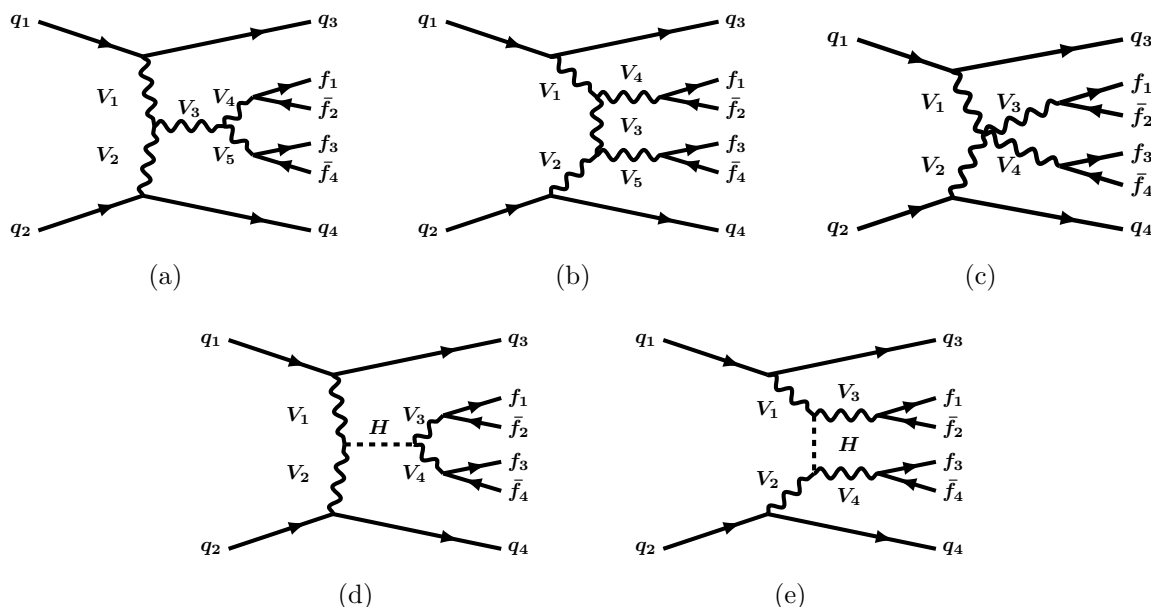 q₁ q₃
V₁ V₃ V₄ f₁
f̄₂
V₂ V₅ f₃
f̄₄
q₂ q₄
(a)
q₁ q₃
V₁ V₄ f₁
f̄₂
V₃
V₂ V₅ f₃
f̄₄
q₂ q₄
(b)
q₁ q₃
V₁ V₃ f₁
f̄₂
V₂ V₄ f₃
f̄₄
q₂ q₄
(c)
q₁ q₃
V₁ H V₃ f₁
f̄₂
V₂ V₄ f₃
f̄₄
q₂ q₄
(d)
q₁ q₃
V₁ V₃ f₁
f̄₂
H
V₂ V₄ f₃
f̄₄
q₂ q₄
(e)